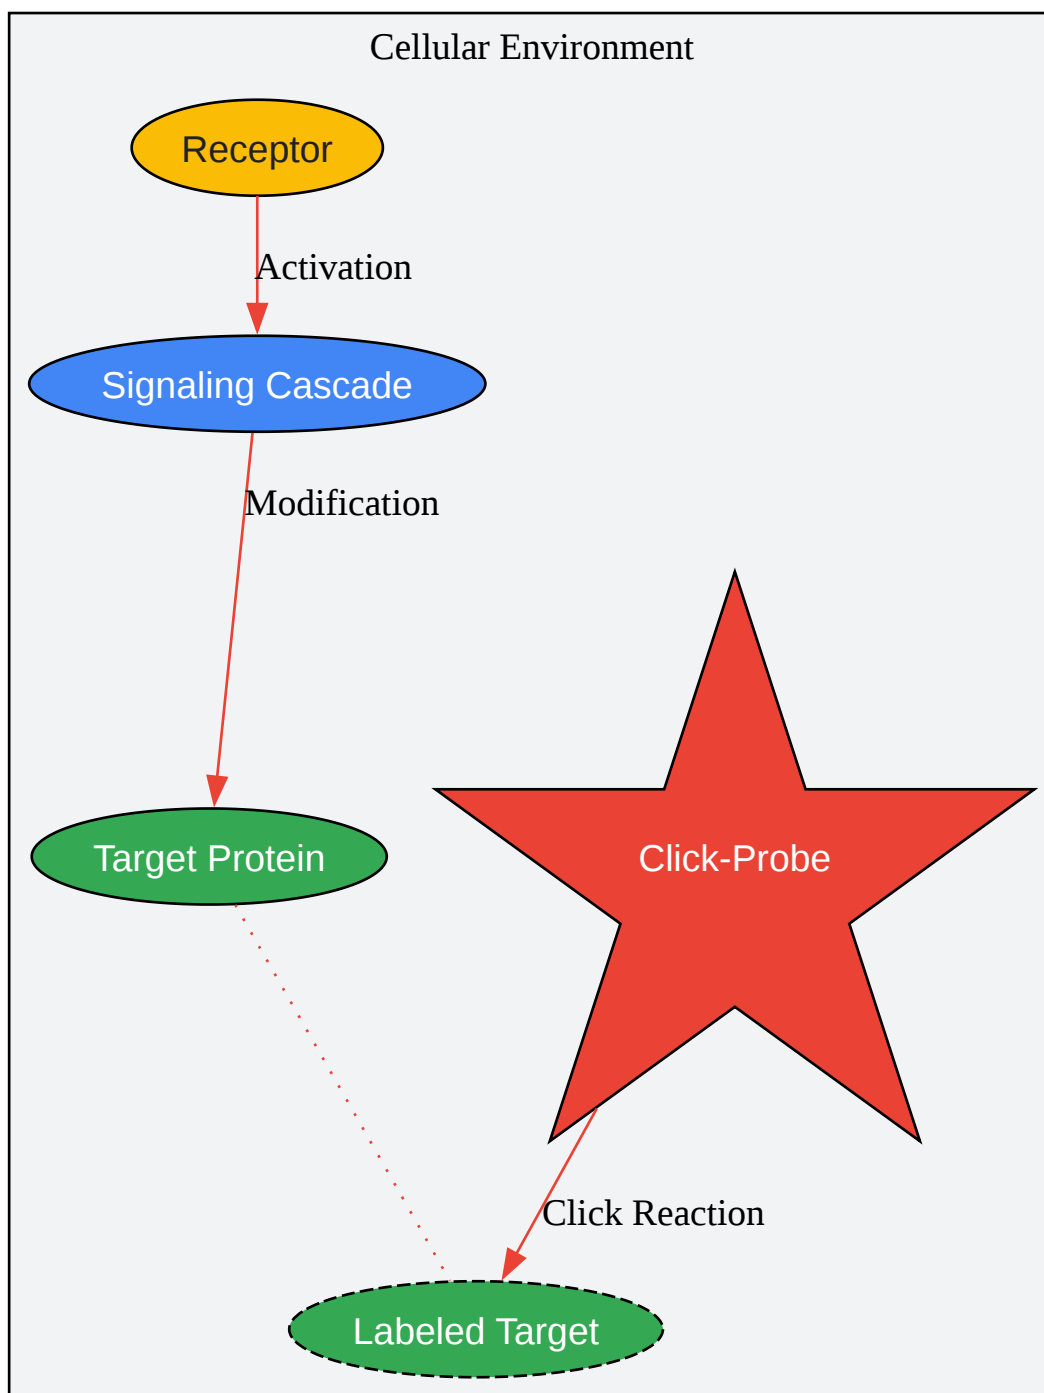 Cellular Environment
Receptor
Activation
Signaling Cascade
Modification
Target Protein
Click-Probe
Click Reaction
Labeled Target